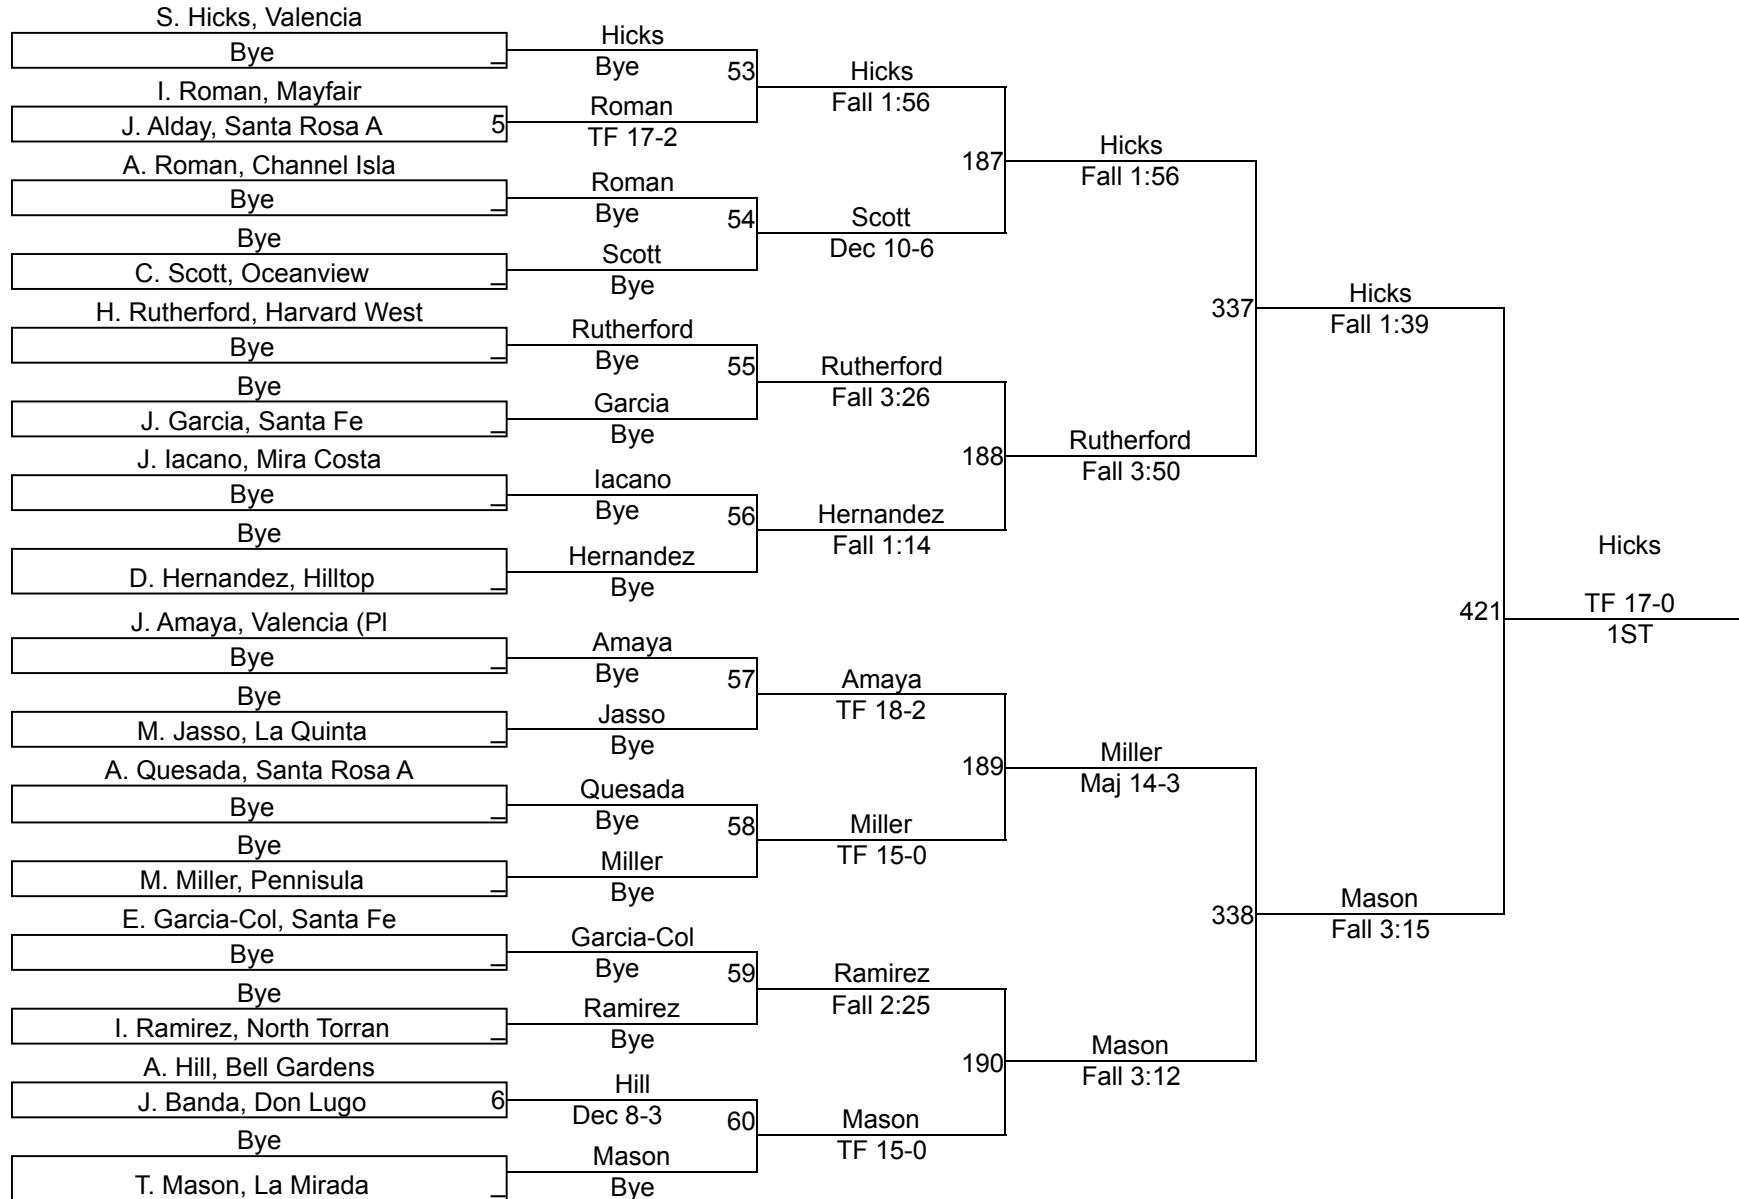 S. Hicks, Valencia
Bye _
I. Roman, Mayfair
J. Alday, Santa Rosa A 5
A. Roman, Channel Isla
Bye _
Bye
C. Scott, Oceanview _
H. Rutherford, Harvard West
Bye _
Bye
J. Garcia, Santa Fe _
J. Iacano, Mira Costa
Bye _
Bye
D. Hernandez, Hilltop _
J. Amaya, Valencia (Pl
Bye _
Bye
M. Jasso, La Quinta _
A. Quesada, Santa Rosa A
Bye _
Bye
M. Miller, Pennisula _
E. Garcia-Col, Santa Fe
Bye _
Bye
I. Ramirez, North Torran _
A. Hill, Bell Gardens
J. Banda, Don Lugo 6
Bye
T. Mason, La Mirada _
Hicks
Bye 53
Roman
TF 17-2
Roman
Bye 54
Scott
Bye
Rutherford
Bye 55
Garcia
Bye
Iacano
Bye 56
Hernandez
Bye
Amaya
Bye 57
Jasso
Bye
Quesada
Bye 58
Miller
Bye
Garcia-Col
Bye 59
Ramirez
Bye
Hill
Dec 8-3 60
Mason
Bye
Hicks
Fall 1:56
187
Scott
Dec 10-6
Rutherford
Fall 3:26
188
Hernandez
Fall 1:14
Amaya
TF 18-2
189
Miller
TF 15-0
Ramirez
Fall 2:25
190
Mason
TF 15-0
Hicks
Fall 1:56
337
Rutherford
Fall 3:50
Miller
Maj 14-3
338
Mason
Fall 3:12
Hicks
Fall 1:39
421
Mason
Fall 3:15
Hicks
TF 17-0
1ST